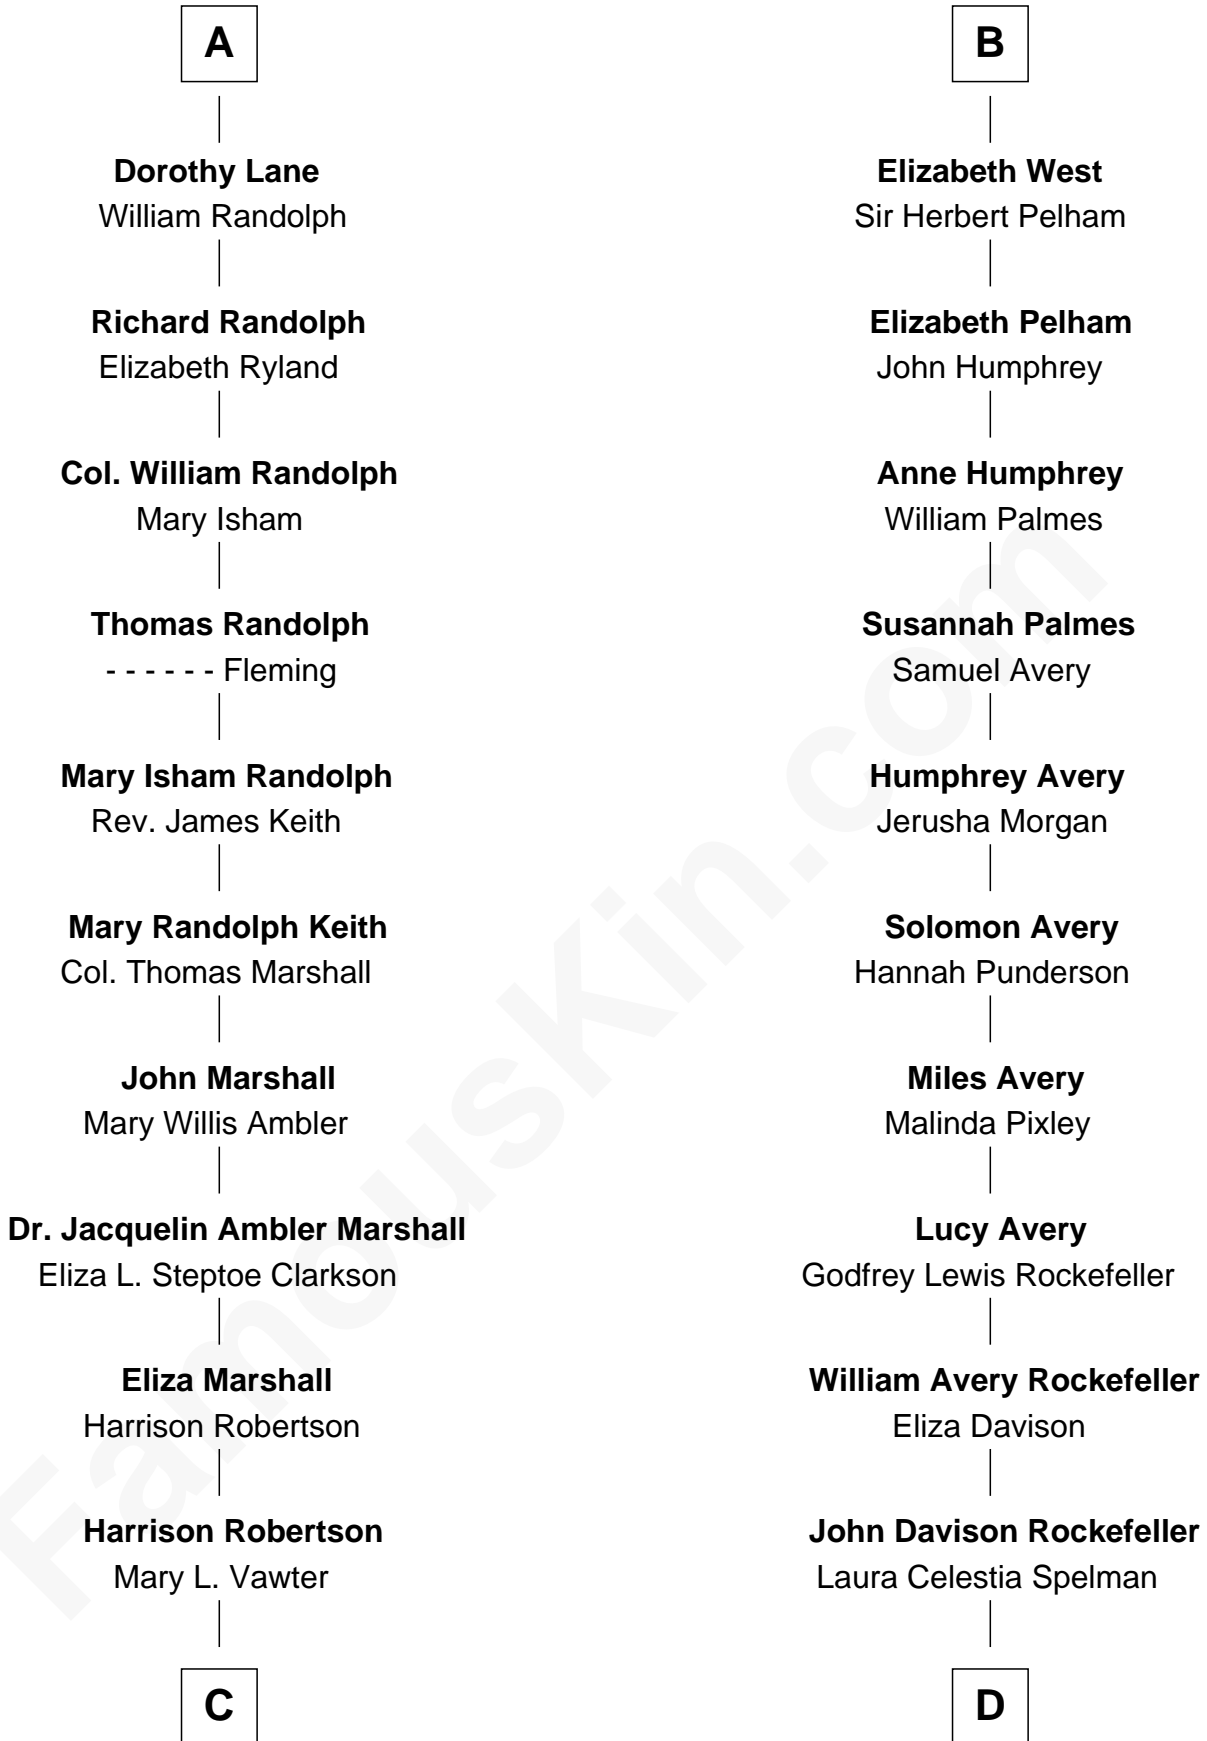 A
Dorothy Lane
William Randolph
Richard Randolph
Elizabeth Ryland
Col. William Randolph
Mary Isham
Thomas Randolph
- - - - - - Fleming
Mary Isham Randolph
Rev. James Keith
Mary Randolph Keith
Col. Thomas Marshall
John Marshall
Mary Willis Ambler
Dr. Jacquelin Ambler Marshall
Eliza L. Steptoe Clarkson
Eliza Marshall
Harrison Robertson
Harrison Robertson
Mary L. Vawter
C
B
Elizabeth West
Sir Herbert Pelham
Elizabeth Pelham
John Humphrey
Anne Humphrey
William Palmes
Susannah Palmes
Samuel Avery
Humphrey Avery
Jerusha Morgan
Solomon Avery
Hannah Punderson
Miles Avery
Malinda Pixley
Lucy Avery
Godfrey Lewis Rockefeller
William Avery Rockefeller
Eliza Davison
John Davison Rockefeller
Laura Celestia Spelman
D
FamousKin.com